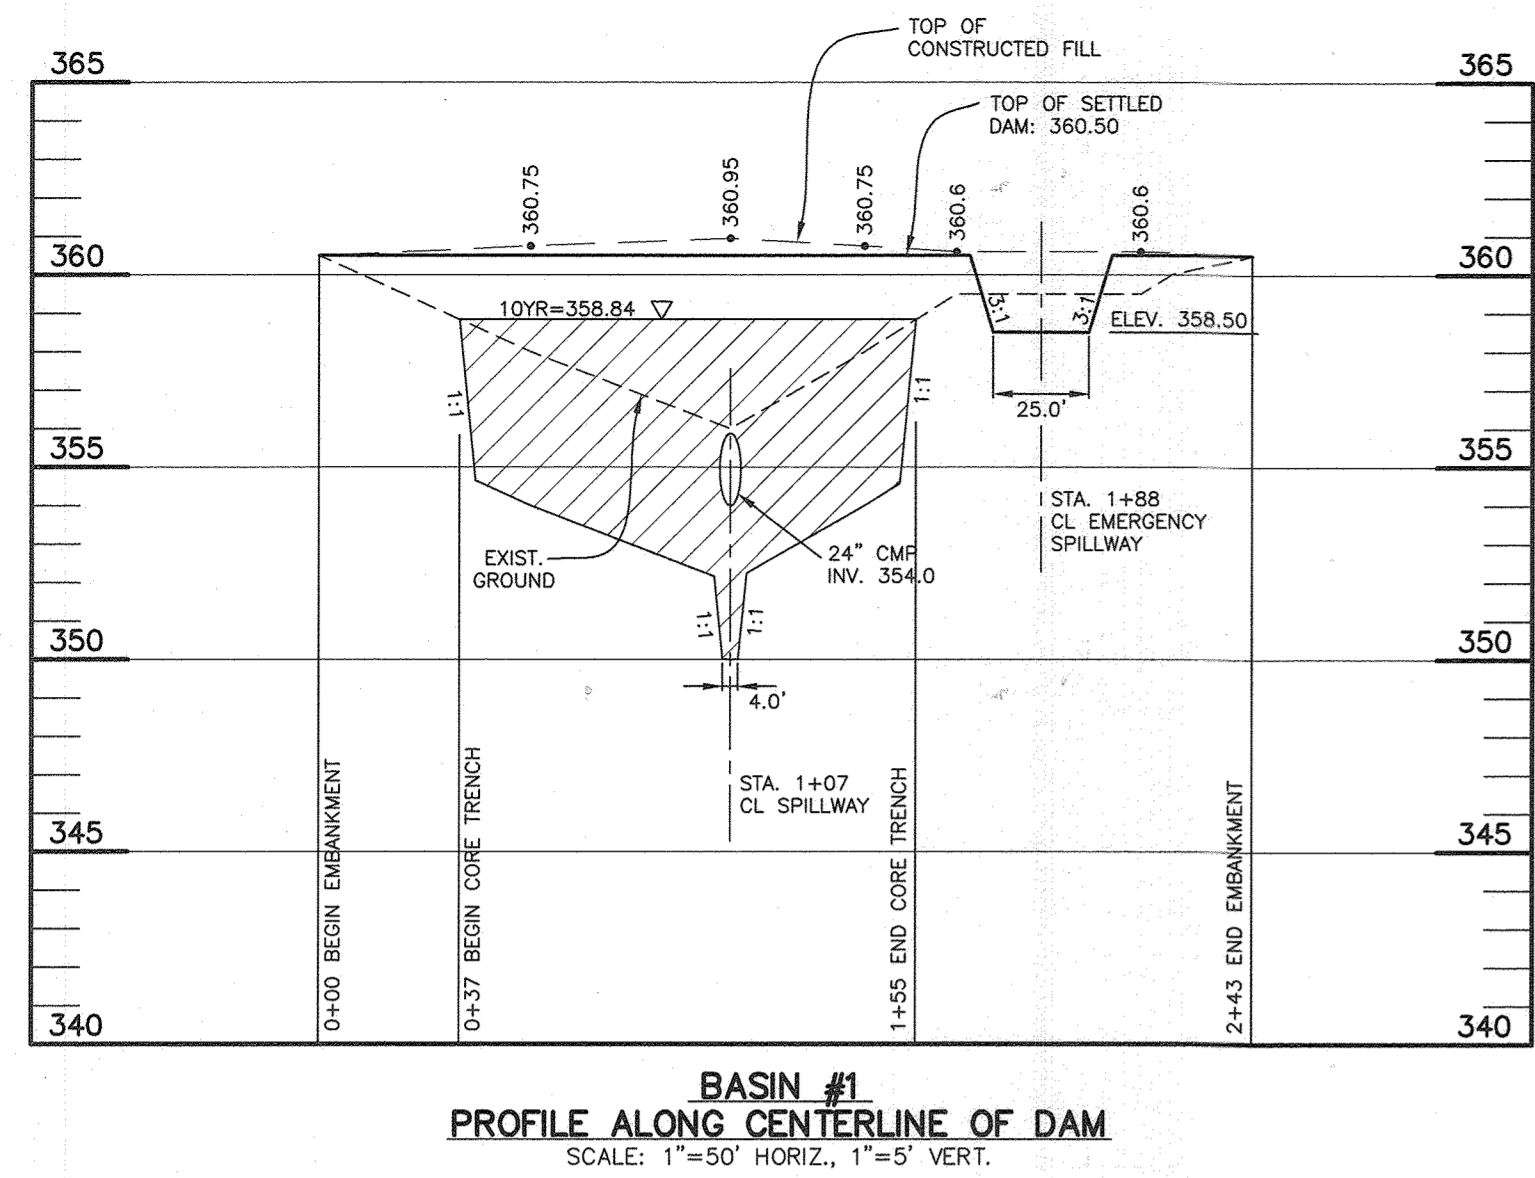 TOP OF
CONSTRUCTED FILL
365
365
TOP OF SETTLED
DAM: 360.50
360.75
360.95
360.75
360.6
360.6
360
360
10YR=358.84
3:1
3:1
ELEV. 358.50
1:1
1:1
25.0'
355
355
STA. 1+88
CL EMERGENCY
SPILLWAY
EXIST.
GROUND
24" CMP
INV. 354.0
1:1
1:1
350
350
4.0'
STA. 1+07
CL SPILLWAY
345
345
0+00 BEGIN EMBANKMENT
0+37 BEGIN CORE TRENCH
1+55 END CORE TRENCH
2+43 END EMBANKMENT
340
340
BASIN #1
PROFILE ALONG CENTERLINE OF DAM
SCALE: 1"=50' HORIZ., 1"=5' VERT.